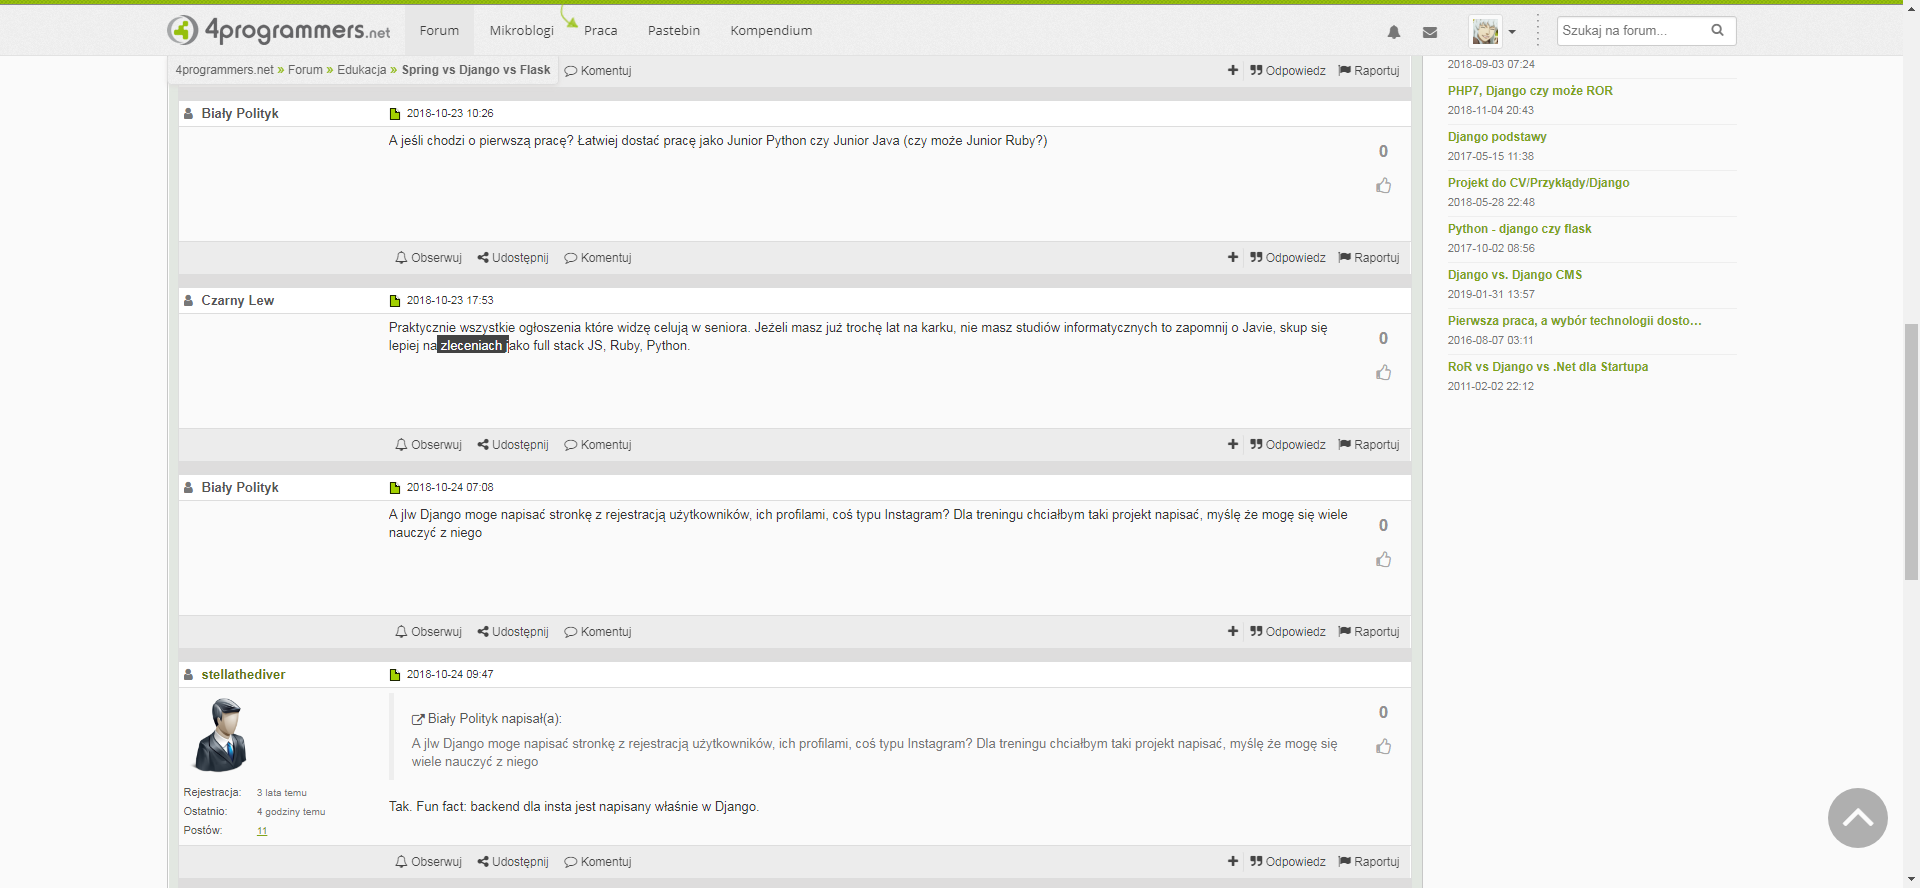 4programmers.net
Forum
Mikroblogi
Praca
Pastebin
Kompendium
Szukaj na forum...
4programmers.net » Forum » Edukacja » Spring vs Django vs Flask
Komentuj
Odpowiedz
Raportuj
Biały Polityk
2018-10-23 10:26
A jeśli chodzi o pierwszą pracę? Łatwiej dostać pracę jako Junior Python czy Junior Java (czy może Junior Ruby?)
0
Obserwuj
Udostępnij
Komentuj
Odpowiedz
Raportuj
Czarny Lew
2018-10-23 17:53
Praktycznie wszystkie ogłoszenia które widzę celują w seniora. Jeżeli masz już trochę lat na karku, nie masz studiów informatycznych to zapomnij o Javie, skup się
lepiej na zleceniach jako full stack JS, Ruby, Python.
0
Obserwuj
Udostępnij
Komentuj
Odpowiedz
Raportuj
Biały Polityk
2018-10-24 07:08
A jlw Django moge napisać stronkę z rejestracją użytkowników, ich profilami, coś typu Instagram? Dla treningu chciałbym taki projekt napisać, myślę że mogę się wiele
nauczyć z niego
0
Obserwuj
Udostępnij
Komentuj
Odpowiedz
Raportuj
stellathediver
2018-10-24 09:47
Rejestracja: 3 lata temu
Ostatnio: 4 godziny temu
Postów: 11
Biały Polityk napisał(a):
A jlw Django moge napisać stronkę z rejestracją użytkowników, ich profilami, coś typu Instagram? Dla treningu chciałbym taki projekt napisać, myślę że mogę się
wiele nauczyć z niego
Tak. Fun fact: backend dla insta jest napisany właśnie w Django.
0
Obserwuj
Udostępnij
Komentuj
Odpowiedz
Raportuj
2018-09-03 07:24
PHP7, Django czy może ROR
2018-11-04 20:43
Django podstawy
2017-05-15 11:38
Projekt do CV/Przykłądy/Django
2018-05-28 22:48
Python - django czy flask
2017-10-02 08:56
Django vs. Django CMS
2019-01-31 13:57
Pierwsza praca, a wybór technologii dosto...
2016-08-07 03:11
RoR vs Django vs .Net dla Startupa
2011-02-02 22:12